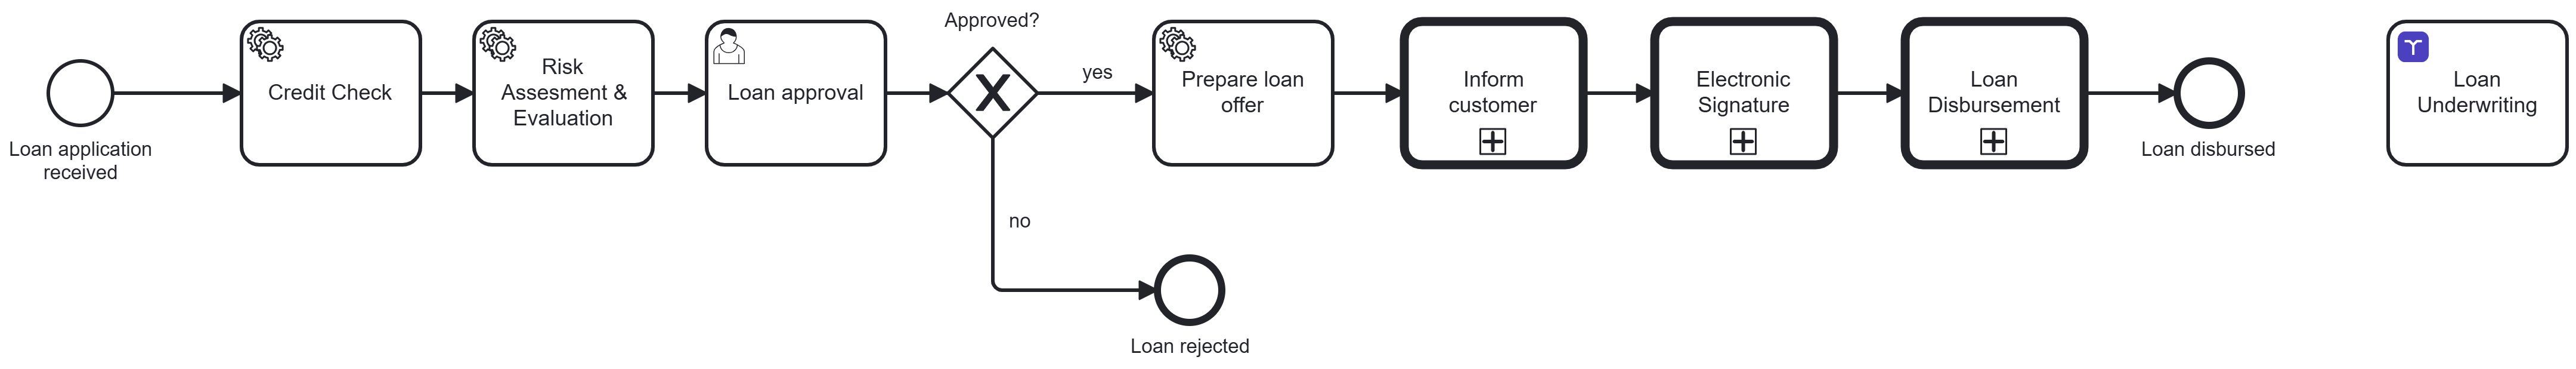 Loan application
received
Credit Check
Risk
Assesment &
Evaluation
Loan approval
Approved?
yes
no
Loan rejected
Prepare loan
offer
Inform
customer
Electronic
Signature
Loan
Disbursement
Loan disbursed
Loan
Underwriting